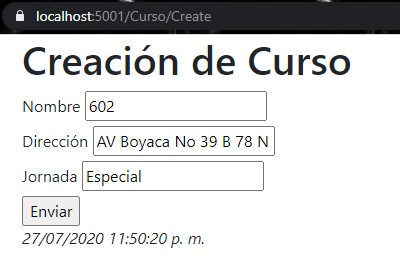 localhost:5001/Curso/Create
Creación de Curso
Nombre 602
Dirección AV Boyaca No 39 B 78 N
Jornada Especial
Enviar
27/07/2020 11:50:20 p. m.